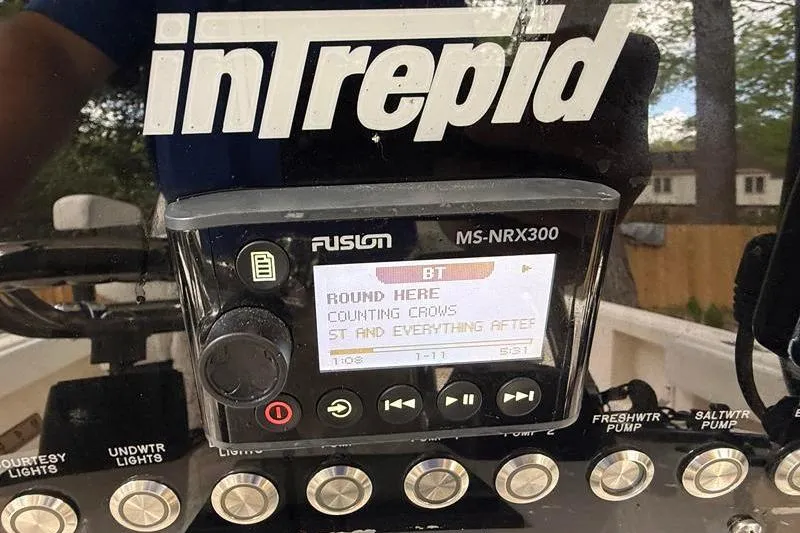 inTrepid
FUSION MS-NRX300
BT
ROUND HERE
COUNTING CROWS
ST AND EVERYTHING AFTER
1:08 1-11 5:31
COURTESY
LIGHTS
UNDWTR
LIGHTS
LIGHTS
PUMP 2
FRESHWTR
PUMP
SALTWTR
PUMP